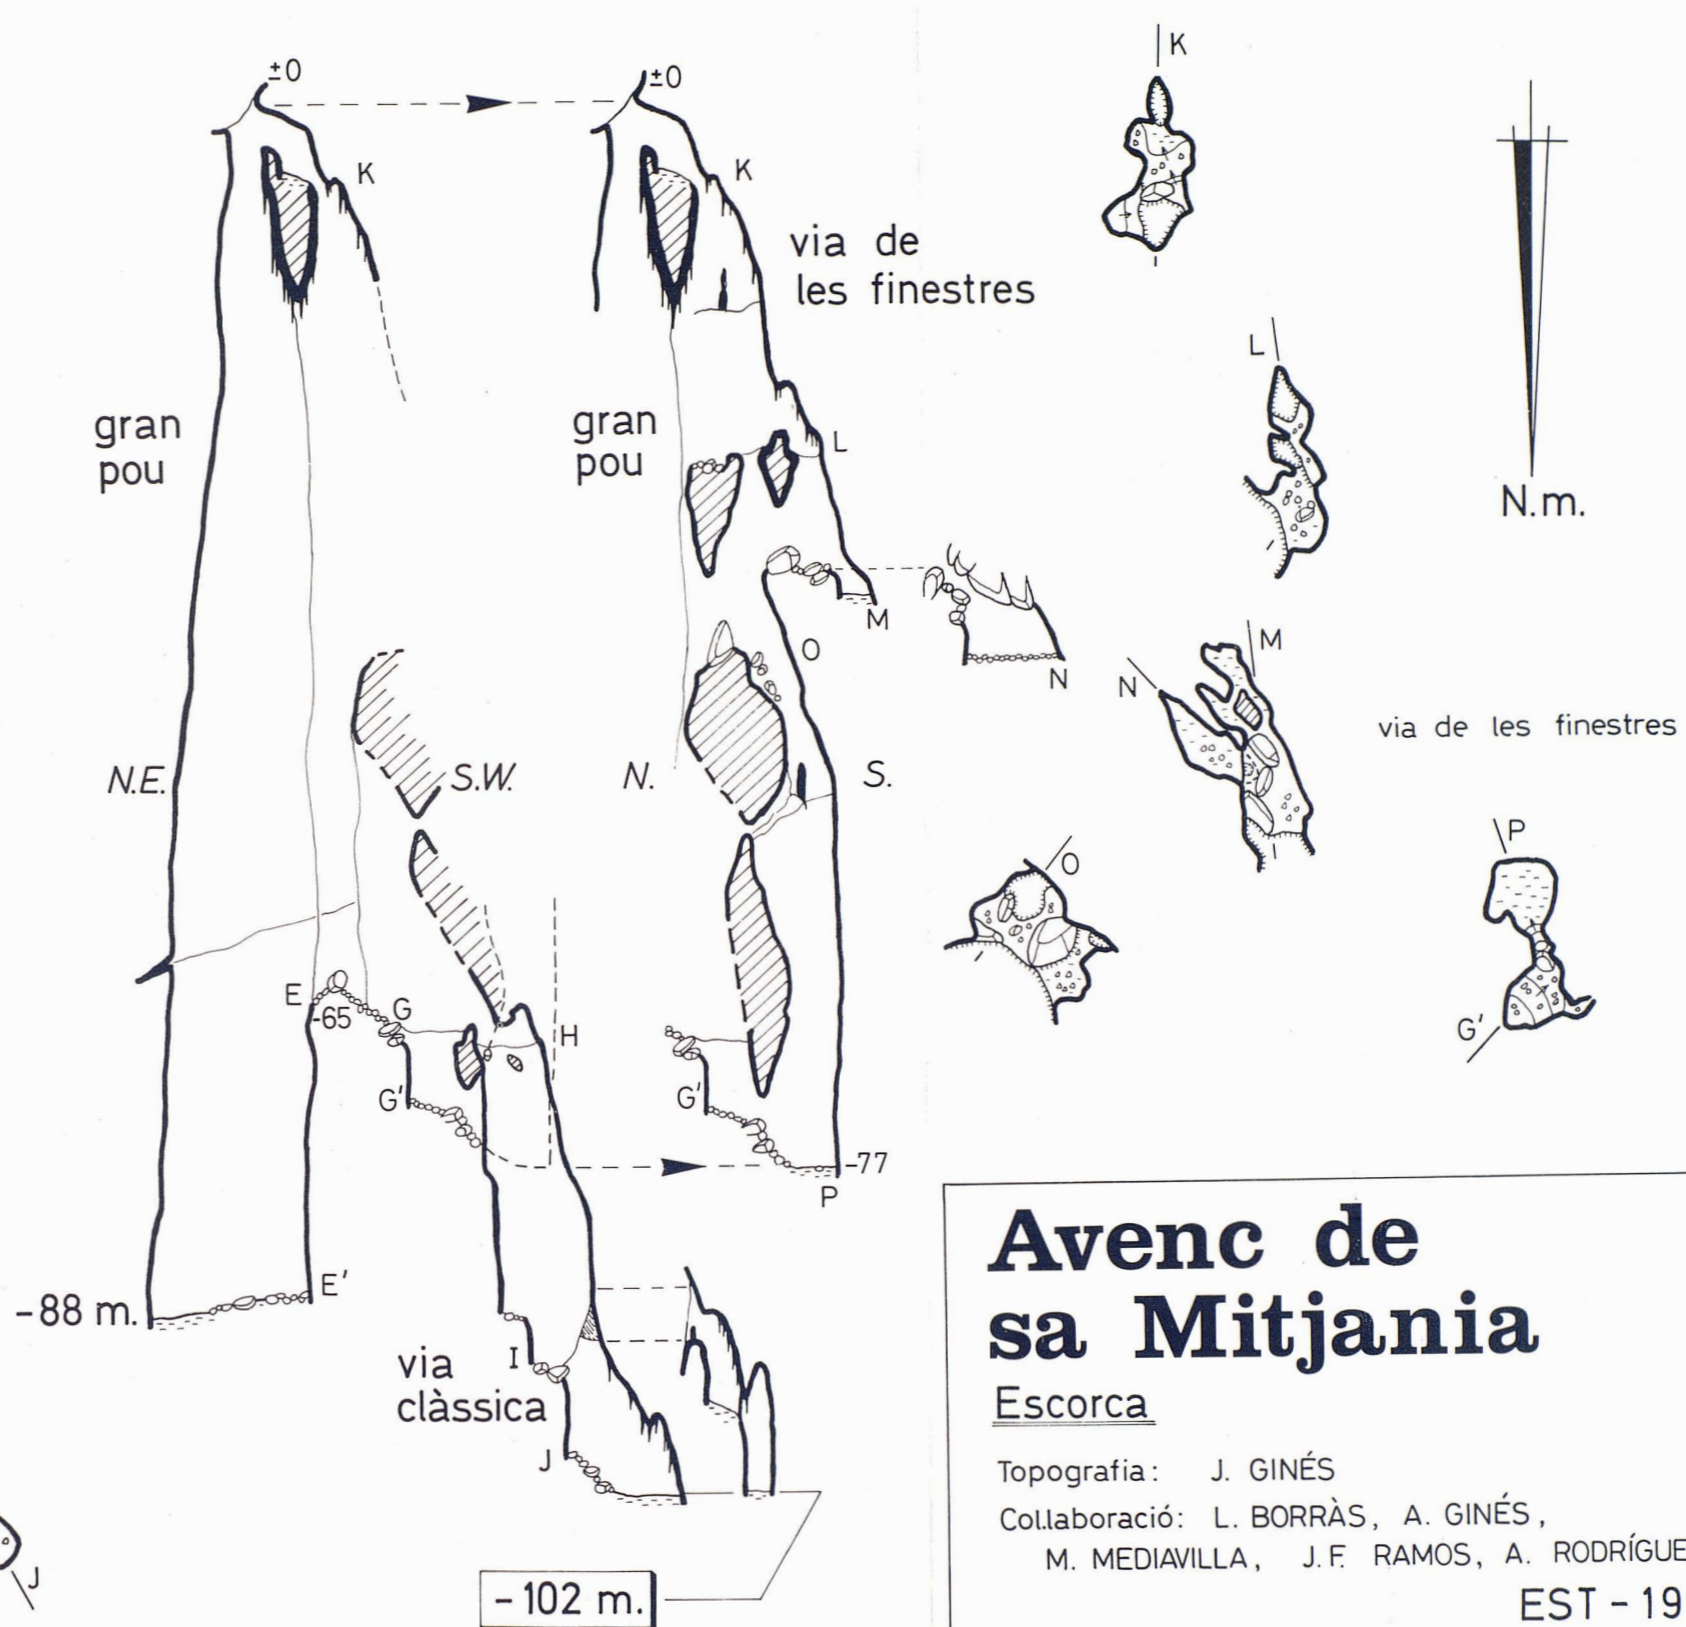 ±0
±0
K
K
K
via de
les finestres
gran
pou
gran
pou
L
L
N.m.
M
O
N
M
N
via de les finestres
N.E.
S.W.
N.
S.
P
O
E
-65
G
H
G'
G'
G'
-77
P
E'
-88 m.
I
via
clàssica
J
J
-102 m.
Avenc de
sa Mitjania
Escorca
Topografia: J. GINÉS
Col.laboració: L. BORRÀS, A. GINÉS,
M. MEDIAVILLA, J.F. RAMOS, A. RODRÍGUE
EST - 19